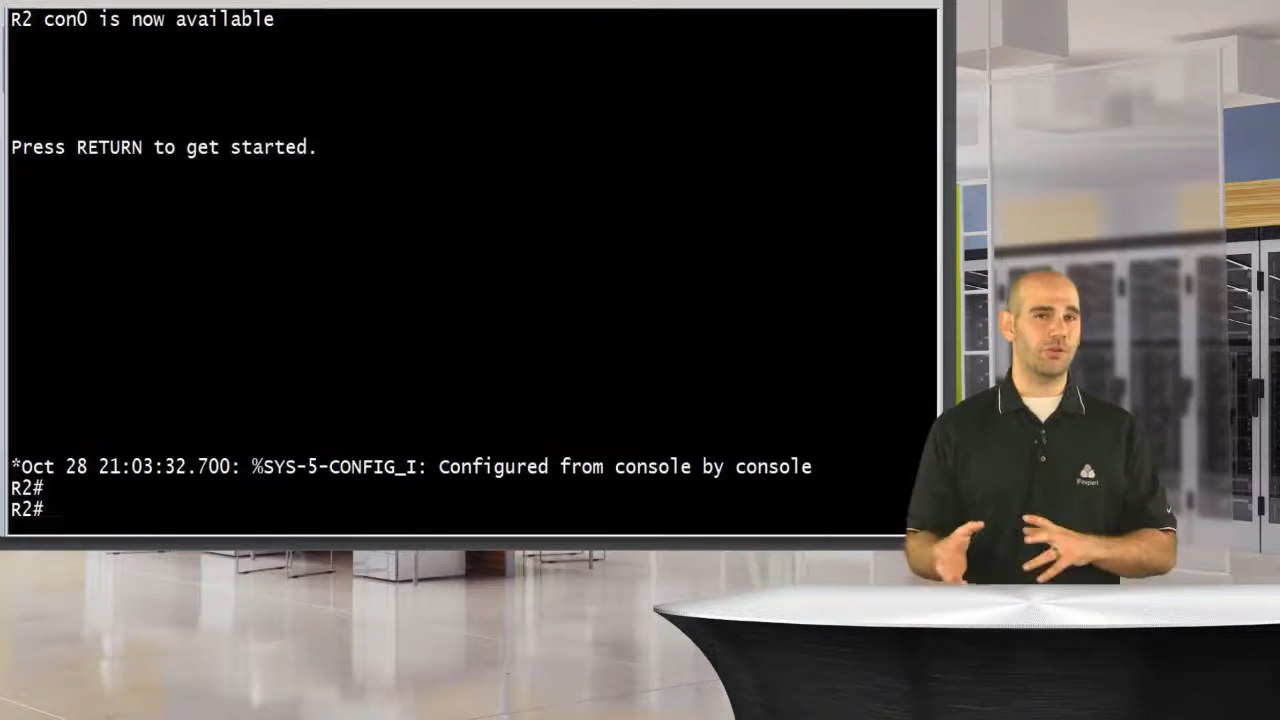 R2 con0 is now available
Press RETURN to get started.
*Oct 28 21:03:32.700: %SYS-5-CONFIG_I: Configured from console by console
R2#
R2#